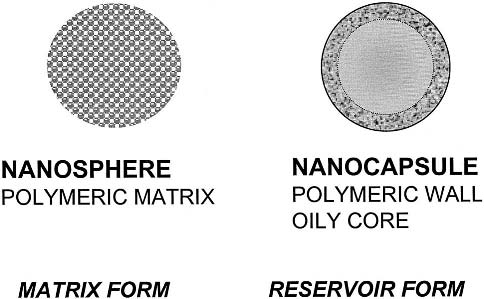 NANOSPHERE
POLYMERIC MATRIX
NANOCAPSULE
POLYMERIC WALL
OILY CORE
MATRIX FORM
RESERVOIR FORM